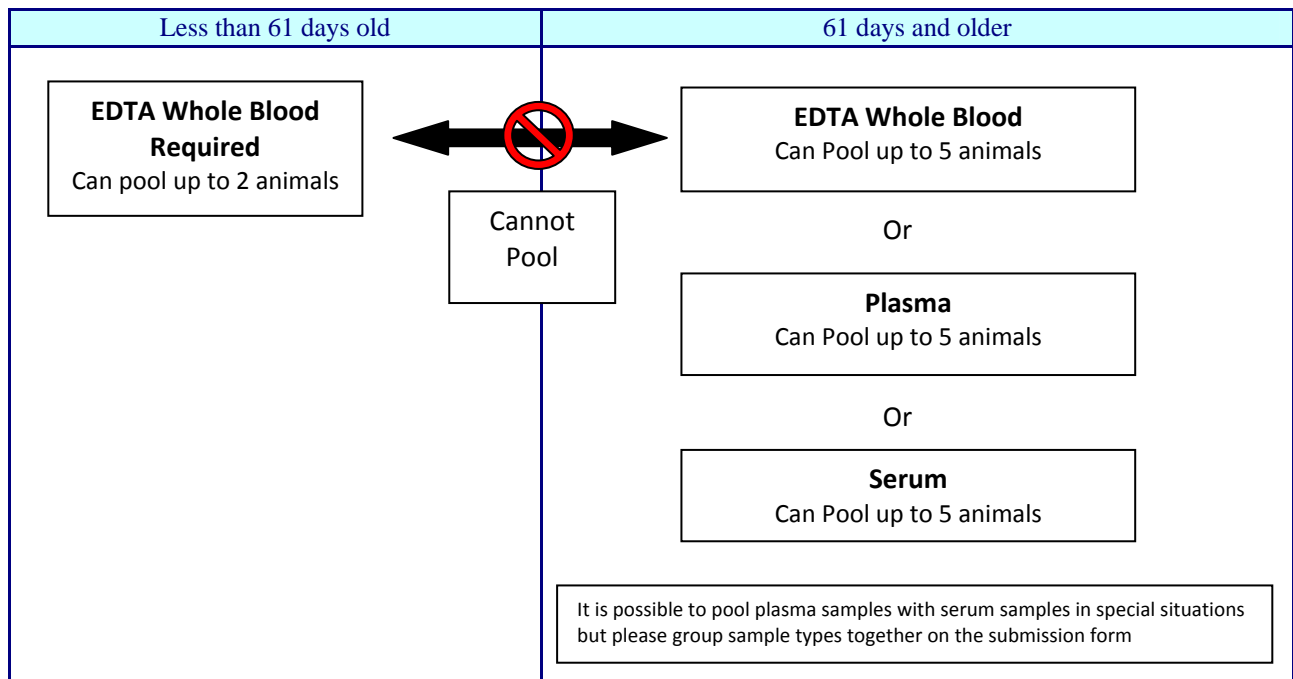 Less than 61 days old
61 days and older
EDTA Whole Blood
Required
Can pool up to 2 animals
Cannot
Pool
EDTA Whole Blood
Can Pool up to 5 animals
Or
Plasma
Can Pool up to 5 animals
Or
Serum
Can Pool up to 5 animals
It is possible to pool plasma samples with serum samples in special situations
but please group sample types together on the submission form